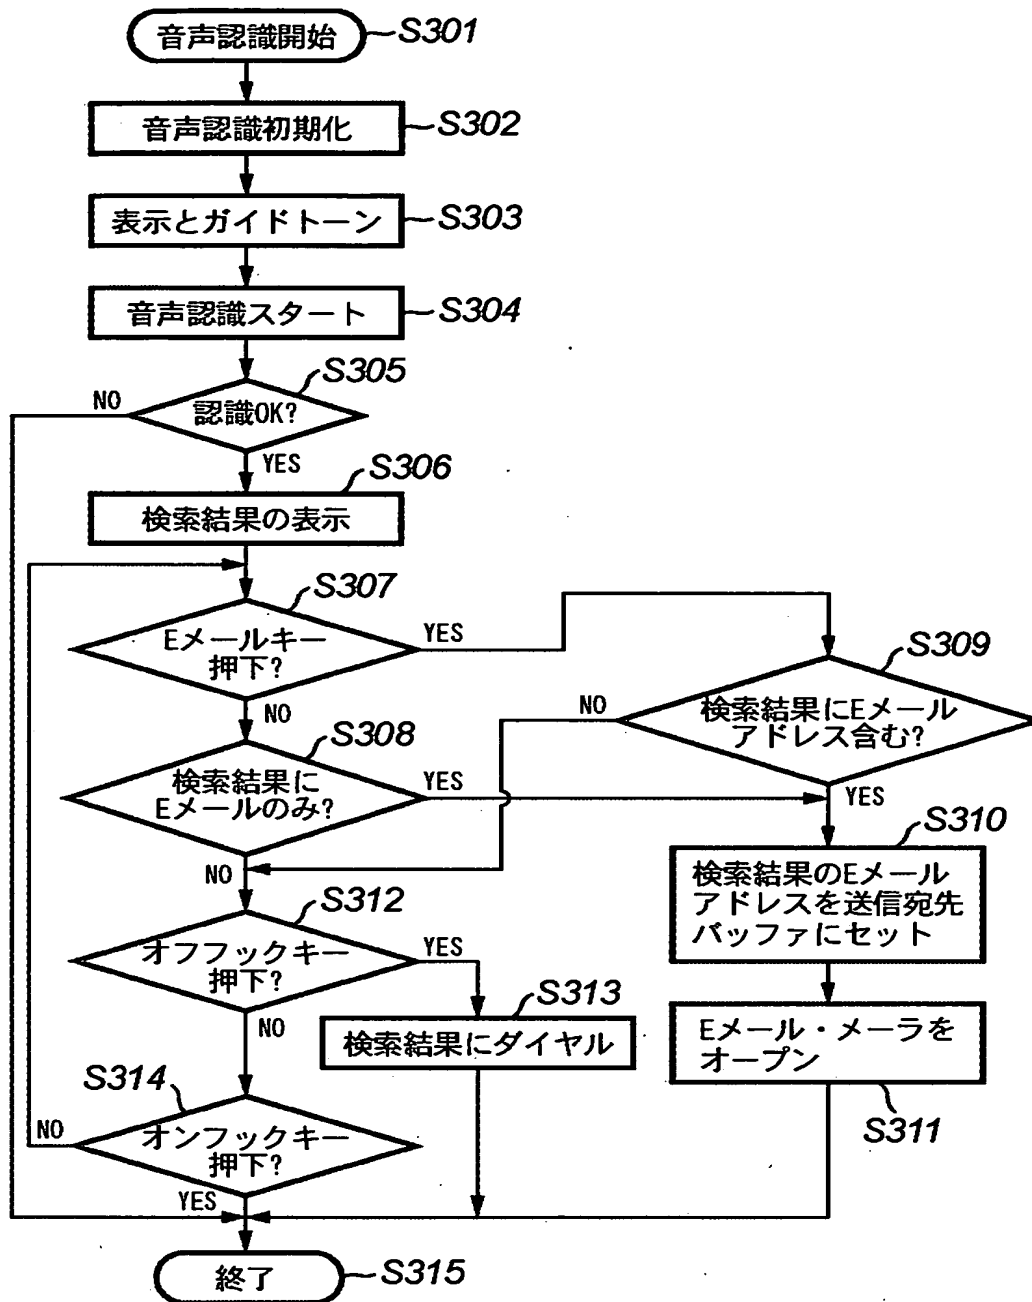 音声認識開始
S301
音声認識初期化
S302
表示とガイドトーン
S303
音声認識スタート
S304
S305
NO
認識OK?
YES
S306
検索結果の表示
S307
Eメールキー
押下?
YES
NO
S309
NO
検索結果にEメール
アドレス含む?
YES
S308
検索結果に
Eメールのみ?
YES
NO
S310
検索結果のEメール
アドレスを送信宛先
バッファにセット
S312
オフフックキー
押下?
YES
NO
S313
検索結果にダイヤル
Eメール・メーラを
オープン
S311
S314
NO
オンフックキー
押下?
YES
終了
S315